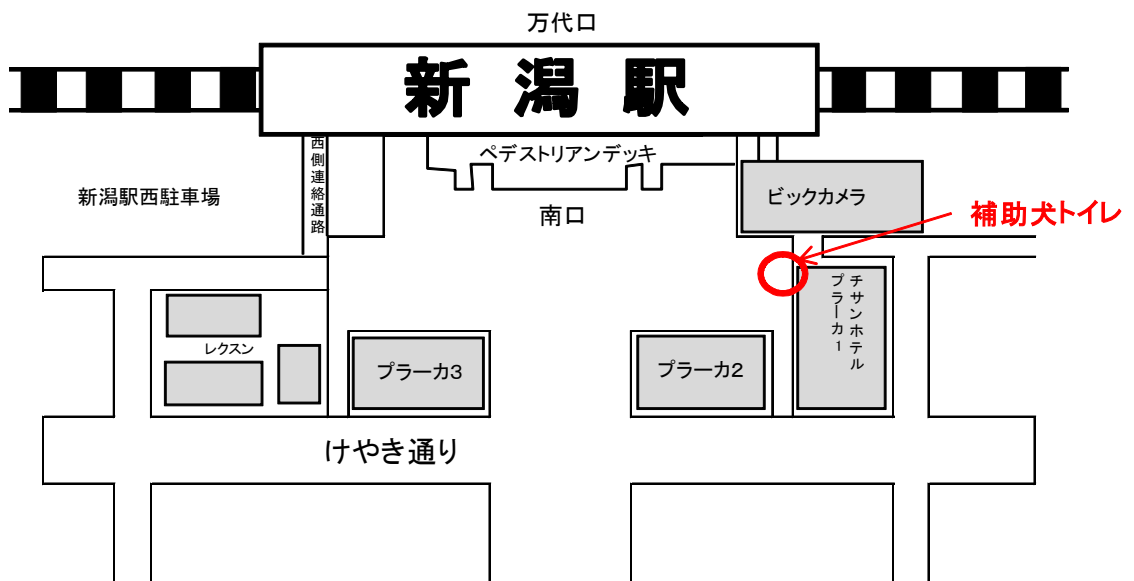 万代口
新潟駅
西側連絡通路
ペデストリアンデッキ
新潟駅西駐車場
南口
ビックカメラ
補助犬トイレ
チサンホテル
プラーカ1
レクスン
プラーカ3
プラーカ2
けやき通り